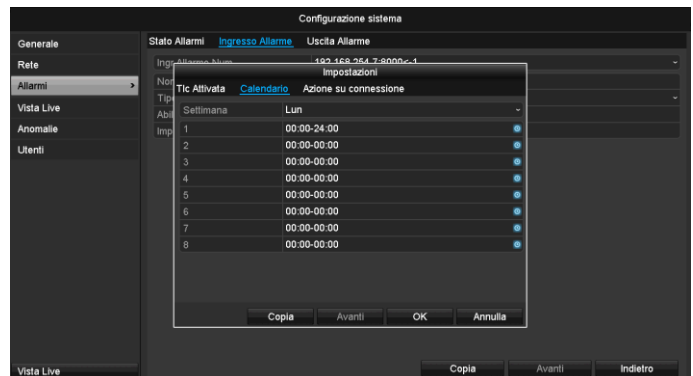 Configurazione sistema
Generale
Rete
Allarmi
Vista Live
Anomalie
Utenti
Vista Live
Stato Allarmi Ingresso Allarme Uscita Allarme
Ingr Allarme Num. 192.168.254.7:8000<-1
Impostazioni
Tlc Attivata Calendario Azione su connessione
Settimana Lun
1 00:00-24:00
2 00:00-00:00
3 00:00-00:00
4 00:00-00:00
5 00:00-00:00
6 00:00-00:00
7 00:00-00:00
8 00:00-00:00
Copia Avanti OK Annulla
Copia Avanti Indietro